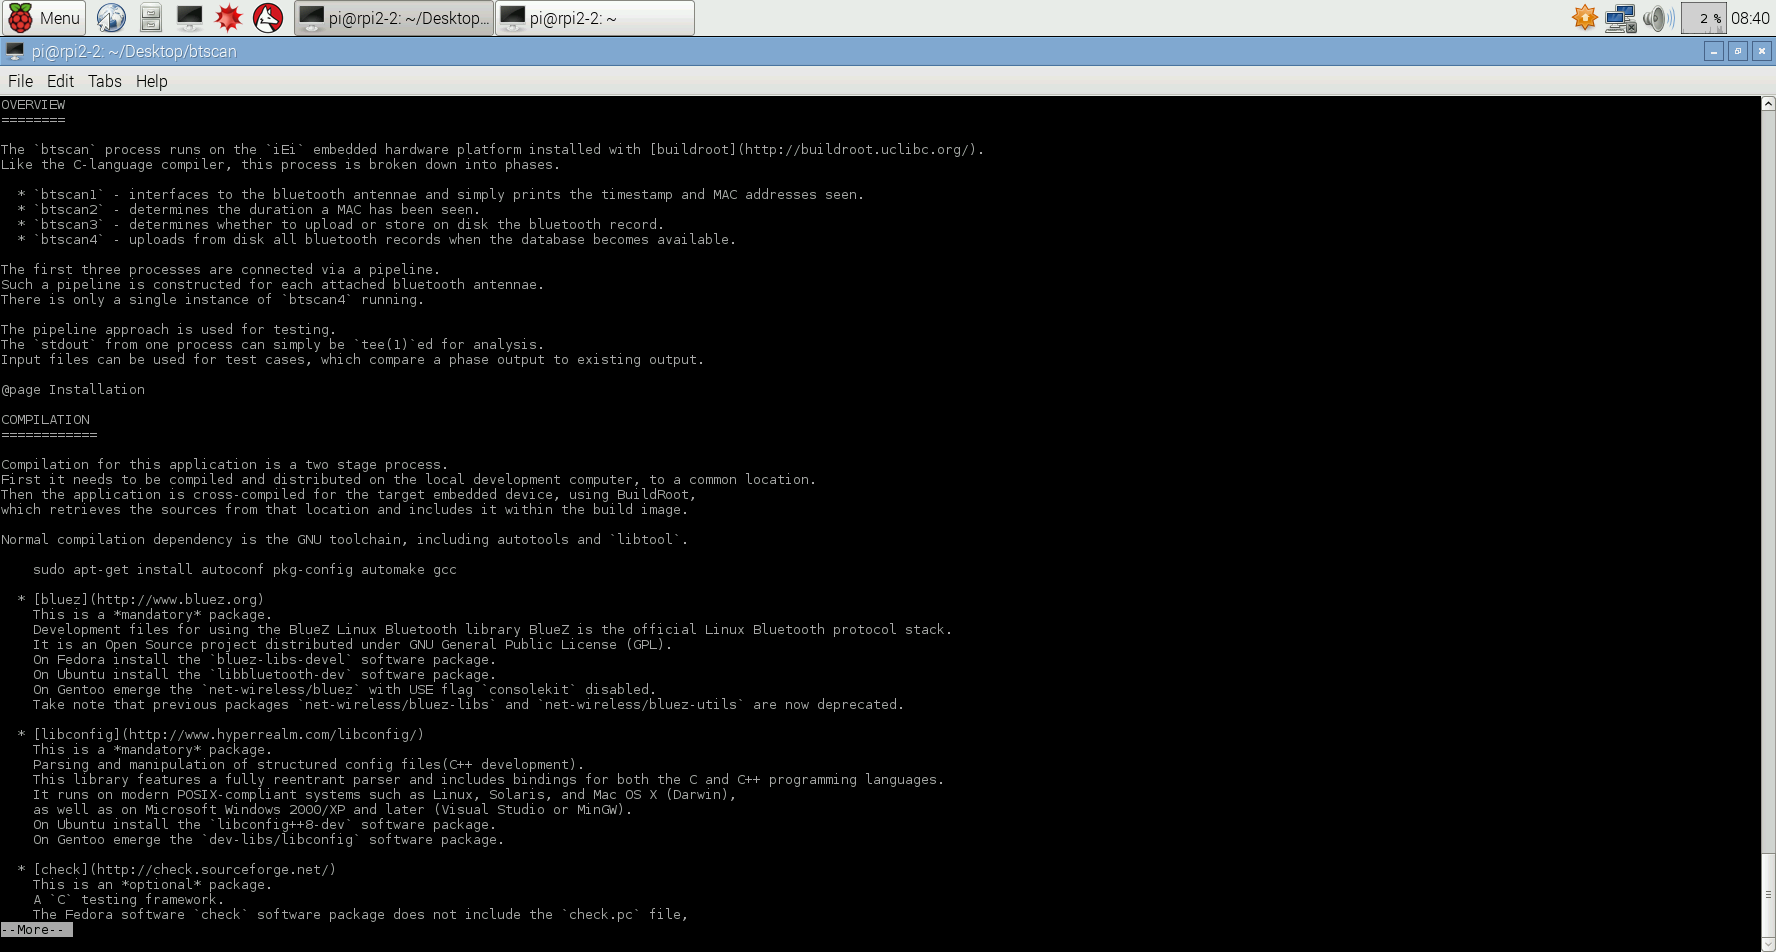 Menu
pi@rpi2-2: ~/Desktop...
pi@rpi2-2: ~
2 %
08:40
pi@rpi2-2: ~/Desktop/btscan
File Edit Tabs Help
OVERVIEW
========
The `btscan` process runs on the `iEi` embedded hardware platform installed with [buildroot](http://buildroot.uclibc.org/).
Like the C-language compiler, this process is broken down into phases.
* `btscan1` - interfaces to the bluetooth antennae and simply prints the timestamp and MAC addresses seen.
* `btscan2` - determines the duration a MAC has been seen.
* `btscan3` - determines whether to upload or store on disk the bluetooth record.
* `btscan4` - uploads from disk all bluetooth records when the database becomes available.
The first three processes are connected via a pipeline.
Such a pipeline is constructed for each attached bluetooth antennae.
There is only a single instance of `btscan4` running.
The pipeline approach is used for testing.
The `stdout` from one process can simply be `tee(1)`ed for analysis.
Input files can be used for test cases, which compare a phase output to existing output.
@page Installation
COMPILATION
============
Compilation for this application is a two stage process.
First it needs to be compiled and distributed on the local development computer, to a common location.
Then the application is cross-compiled for the target embedded device, using BuildRoot,
which retrieves the sources from that location and includes it within the build image.
Normal compilation dependency is the GNU toolchain, including autotools and `libtool`.
sudo apt-get install autoconf pkg-config automake gcc
* [bluez](http://www.bluez.org)
This is a *mandatory* package.
Development files for using the BlueZ Linux Bluetooth library BlueZ is the official Linux Bluetooth protocol stack.
It is an Open Source project distributed under GNU General Public License (GPL).
On Fedora install the `bluez-libs-devel` software package.
On Ubuntu install the `libbluetooth-dev` software package.
On Gentoo emerge the `net-wireless/bluez` with USE flag `consolekit` disabled.
Take note that previous packages `net-wireless/bluez-libs` and `net-wireless/bluez-utils` are now deprecated.
* [libconfig](http://www.hyperrealm.com/libconfig/)
This is a *mandatory* package.
Parsing and manipulation of structured config files(C++ development).
This library features a fully reentrant parser and includes bindings for both the C and C++ programming languages.
It runs on modern POSIX-compliant systems such as Linux, Solaris, and Mac OS X (Darwin),
as well as on Microsoft Windows 2000/XP and later (Visual Studio or MinGW).
On Ubuntu install the `libconfig++8-dev` software package.
On Gentoo emerge the `dev-libs/libconfig` software package.
* [check](http://check.sourceforge.net/)
This is an *optional* package.
A `C` testing framework.
The Fedora software `check` software package does not include the `check.pc` file,
--More--